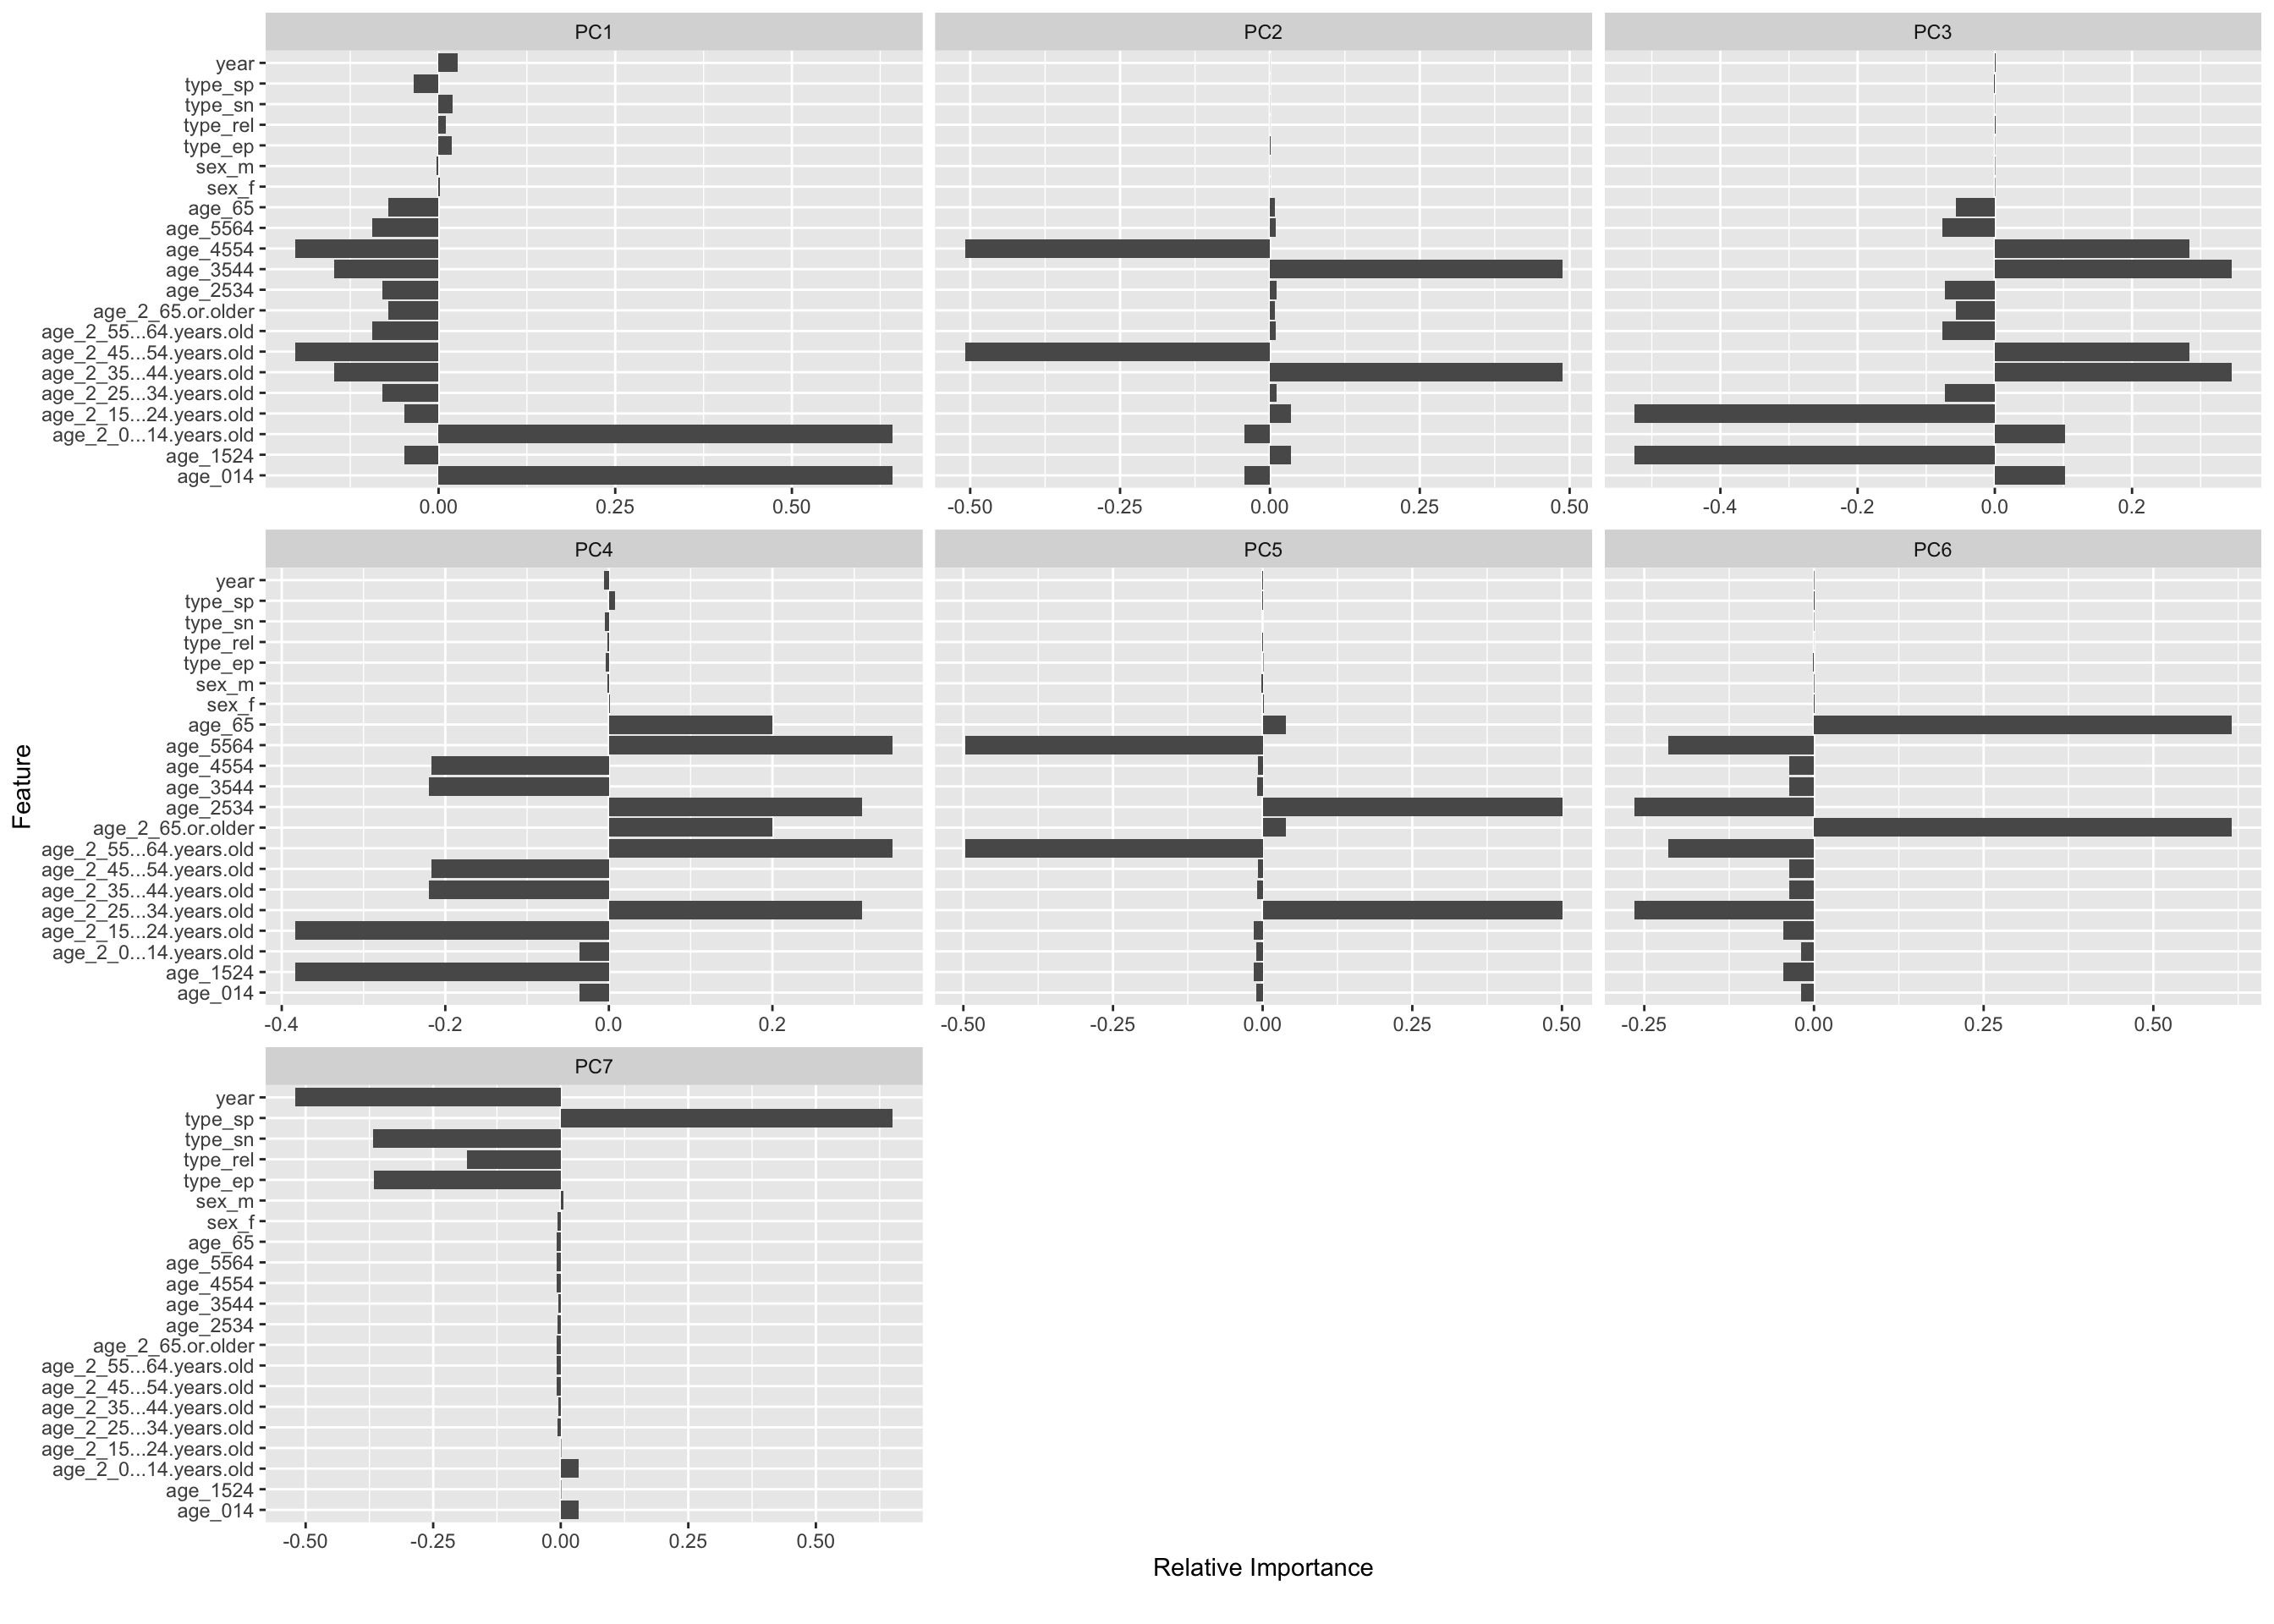 PC1
PC2
PC3
year
type_sp
type_sn
type_rel
type_ep
sex_m
sex_f
age_65
age_5564
age_4554
age_3544
age_2534
age_2_65.or.older
age_2_55...64.years.old
age_2_45...54.years.old
age_2_35...44.years.old
age_2_25...34.years.old
age_2_15...24.years.old
age_2_0...14.years.old
age_1524
age_014
0.00 0.25 0.50
-0.50 -0.25 0.00 0.25 0.50
-0.4 -0.2 0.0 0.2
PC4
PC5
PC6
year
type_sp
type_sn
type_rel
type_ep
sex_m
sex_f
age_65
age_5564
age_4554
age_3544
age_2534
age_2_65.or.older
age_2_55...64.years.old
age_2_45...54.years.old
age_2_35...44.years.old
age_2_25...34.years.old
age_2_15...24.years.old
age_2_0...14.years.old
age_1524
age_014
-0.4 -0.2 0.0 0.2
-0.50 -0.25 0.00 0.25 0.50
-0.25 0.00 0.25 0.50
Feature
PC7
year
type_sp
type_sn
type_rel
type_ep
sex_m
sex_f
age_65
age_5564
age_4554
age_3544
age_2534
age_2_65.or.older
age_2_55...64.years.old
age_2_45...54.years.old
age_2_35...44.years.old
age_2_25...34.years.old
age_2_15...24.years.old
age_2_0...14.years.old
age_1524
age_014
-0.50 -0.25 0.00 0.25 0.50
Relative Importance